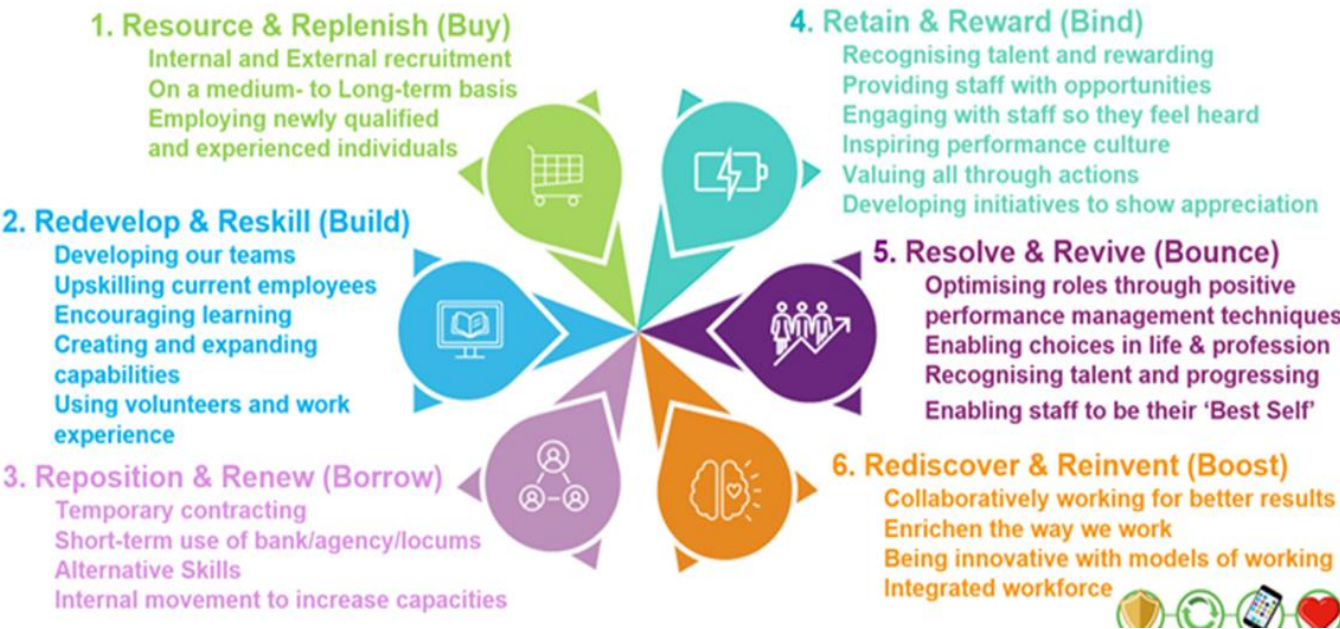 1. Resource & Replenish (Buy)
Internal and External recruitment
On a medium- to Long-term basis
Employing newly qualified
and experienced individuals
2. Redevelop & Reskill (Build)
Developing our teams
Upskilling current employees
Encouraging learning
Creating and expanding
capabilities
Using volunteers and work
experience
3. Reposition & Renew (Borrow)
Temporary contracting
Short-term use of bank/agency/locums
Alternative Skills
Internal movement to increase capacities
4. Retain & Reward (Bind)
Recognising talent and rewarding
Providing staff with opportunities
Engaging with staff so they feel heard
Inspiring performance culture
Valuing all through actions
Developing initiatives to show appreciation
5. Resolve & Revive (Bounce)
Optimising roles through positive
performance management techniques
Enabling choices in life & profession
Recognising talent and progressing
Enabling staff to be their ‘Best Self’
6. Rediscover & Reinvent (Boost)
Collaboratively working for better results
Enrichen the way we work
Being innovative with models of working
Integrated workforce